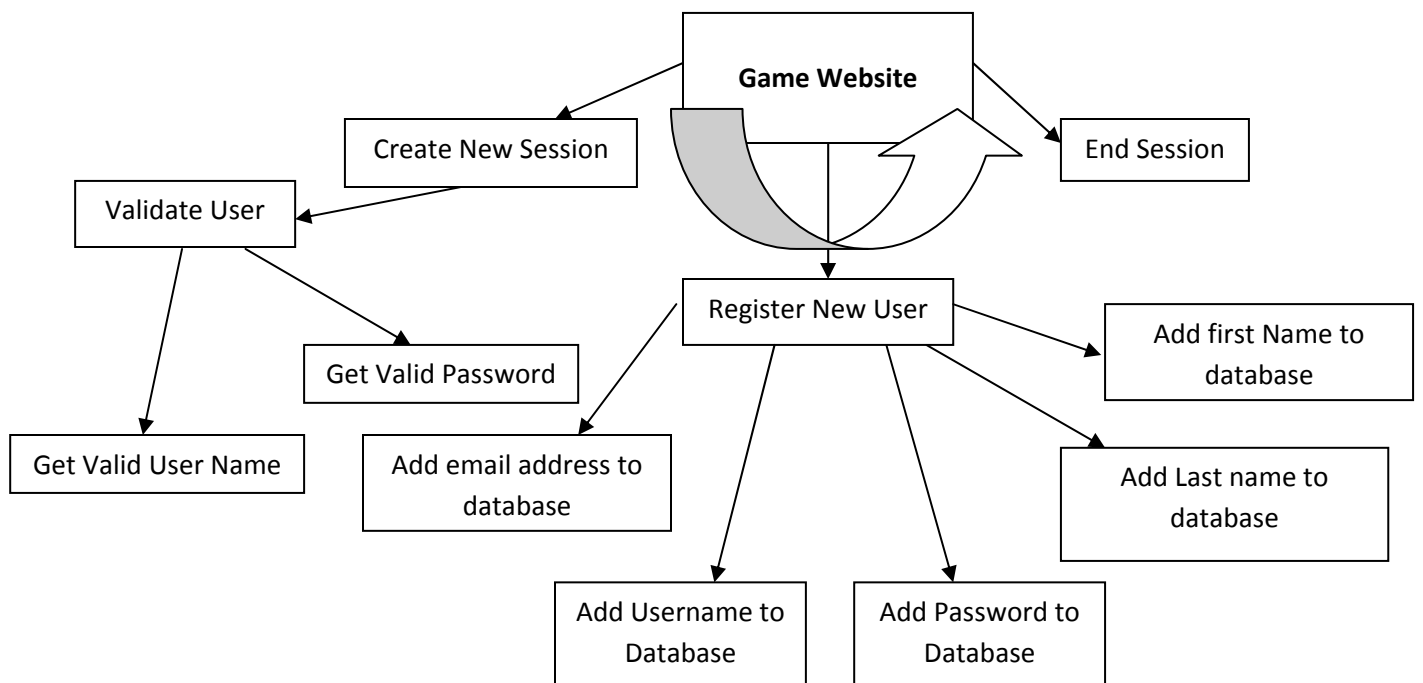 Game Website
Create New Session
End Session
Validate User
Register New User
Add first Name to
database
Get Valid Password
Get Valid User Name
Add email address to
database
Add Last name to
database
Add Username to
Database
Add Password to
Database